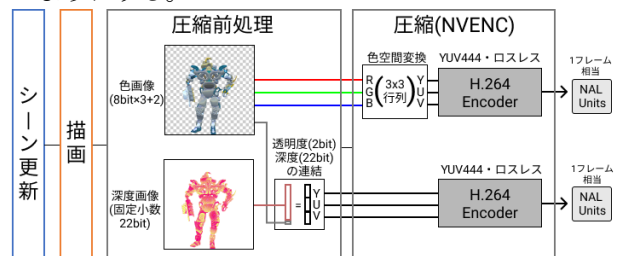 圧縮前処理
圧縮(NVENC)
シーン更新
描画
色画像
(8bit×3+2)
色空間変換
R
G
B
3x3
行列
Y
U
V
YUV444・ロスレス
H.264
Encoder
1フレーム
相当
NAL
Units
透明度(2bit)
深度(22bit)
の連結
深度画像
(固定小数
22bit)
=
Y
U
V
YUV444・ロスレス
H.264
Encoder
1フレーム
相当
NAL
Units